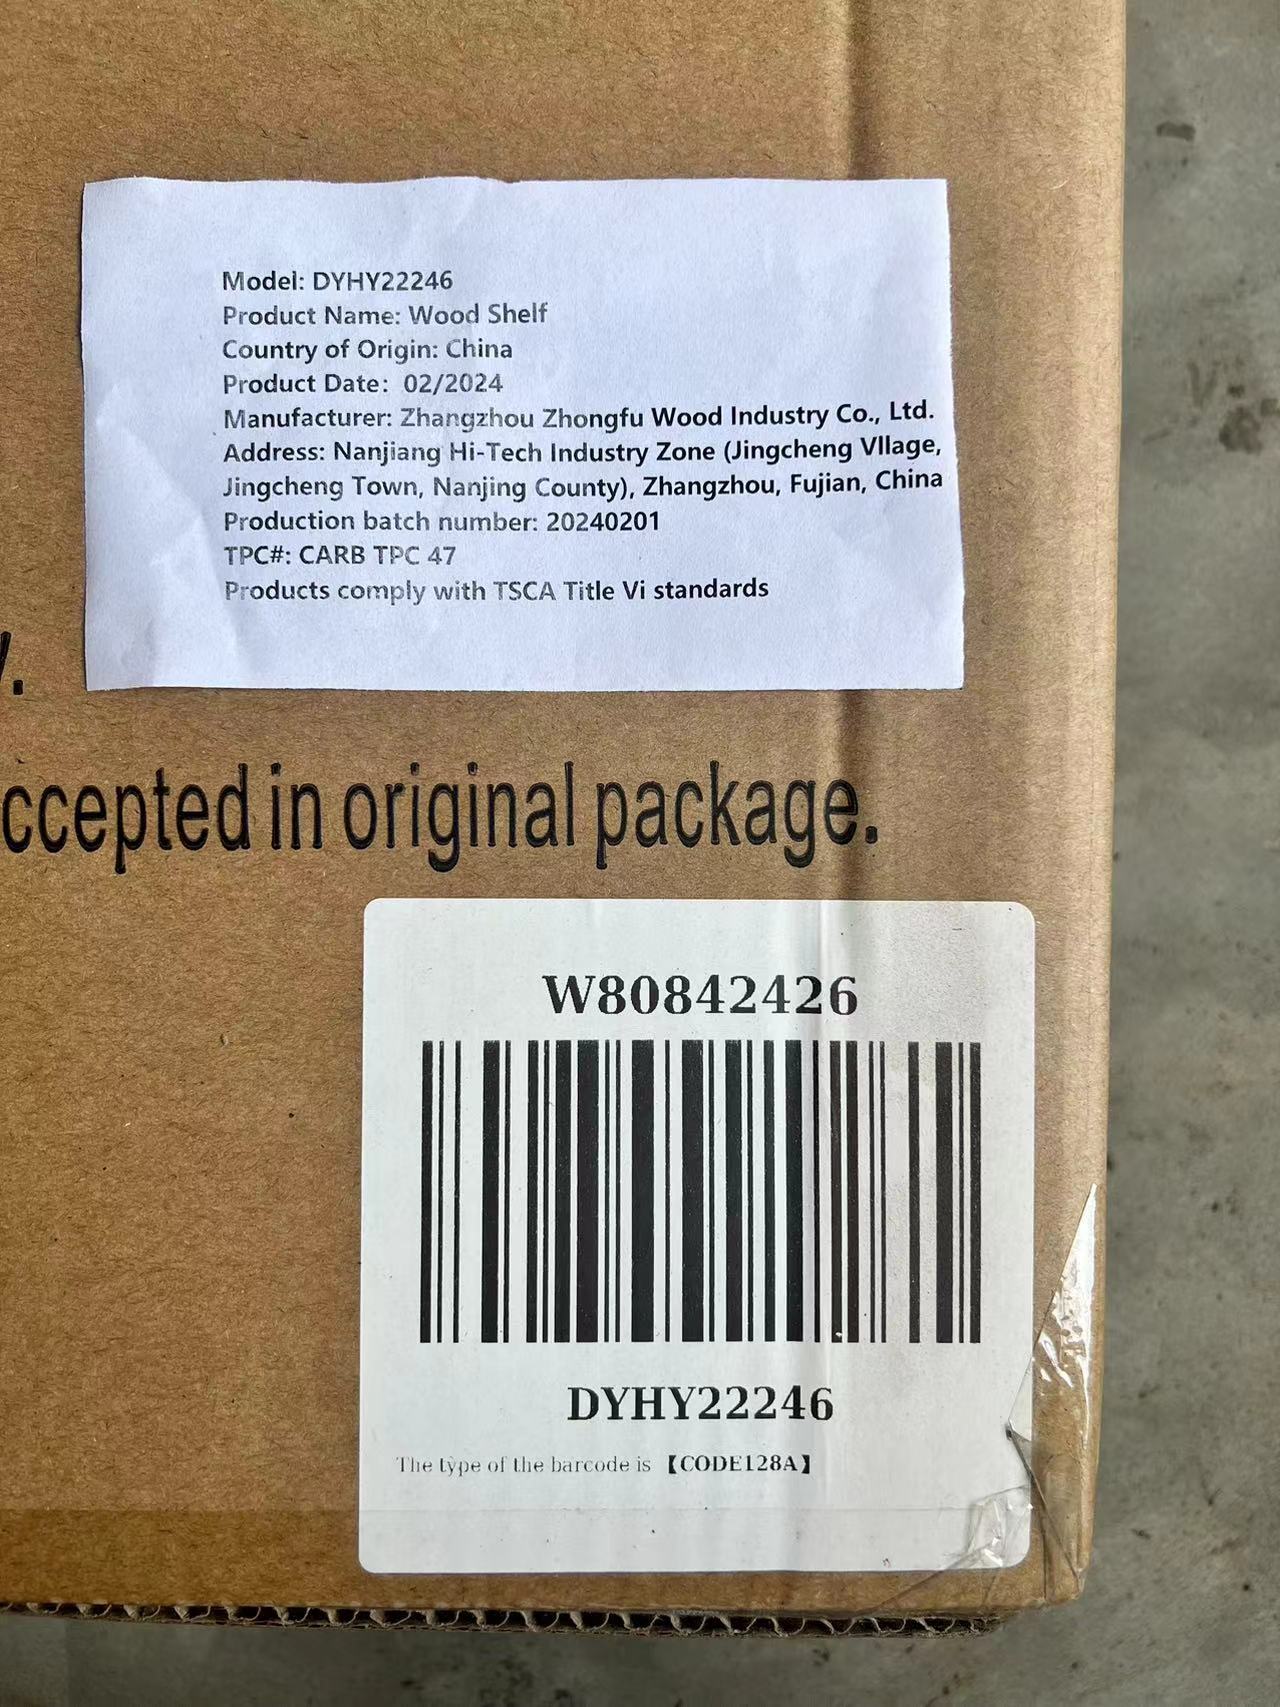 Model: DYHY22246
Product Name: Wood Shelf
Country of Origin: China
Product Date: 02/2024
Manufacturer: Zhangzhou Zhongfu Wood Industry Co., Ltd.
Address: Nanjiang Hi-Tech Industry Zone (Jingcheng Vllage,
Jingcheng Town, Nanjing County), Zhangzhou, Fujian, China
Production batch number: 20240201
TPC#: CARB TPC 47
Products comply with TSCA Title Vi standards
ccepted in original package.
W80842426
DYHY22246
The type of the barcode is 【CODE128A】